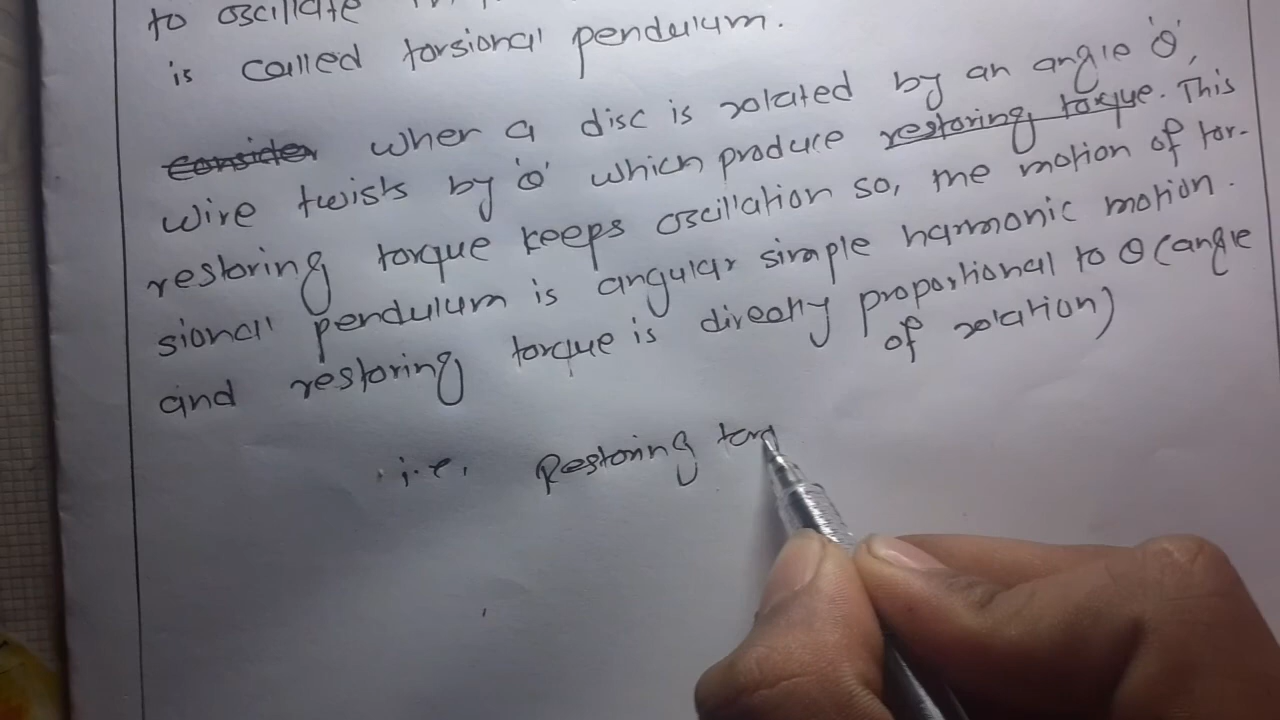 to oscillate
is called torsional pendulum.
Consider when a disc is rotated by an angle 'θ',
wire twists by 'θ' which produce restoring torque. This
restoring torque keeps oscillation so, the motion of tor-
sional pendulum is angular simple harmonic motion.
and restoring torque is directly proportional to θ (angle
of rotation)
i.e. Restoring torq